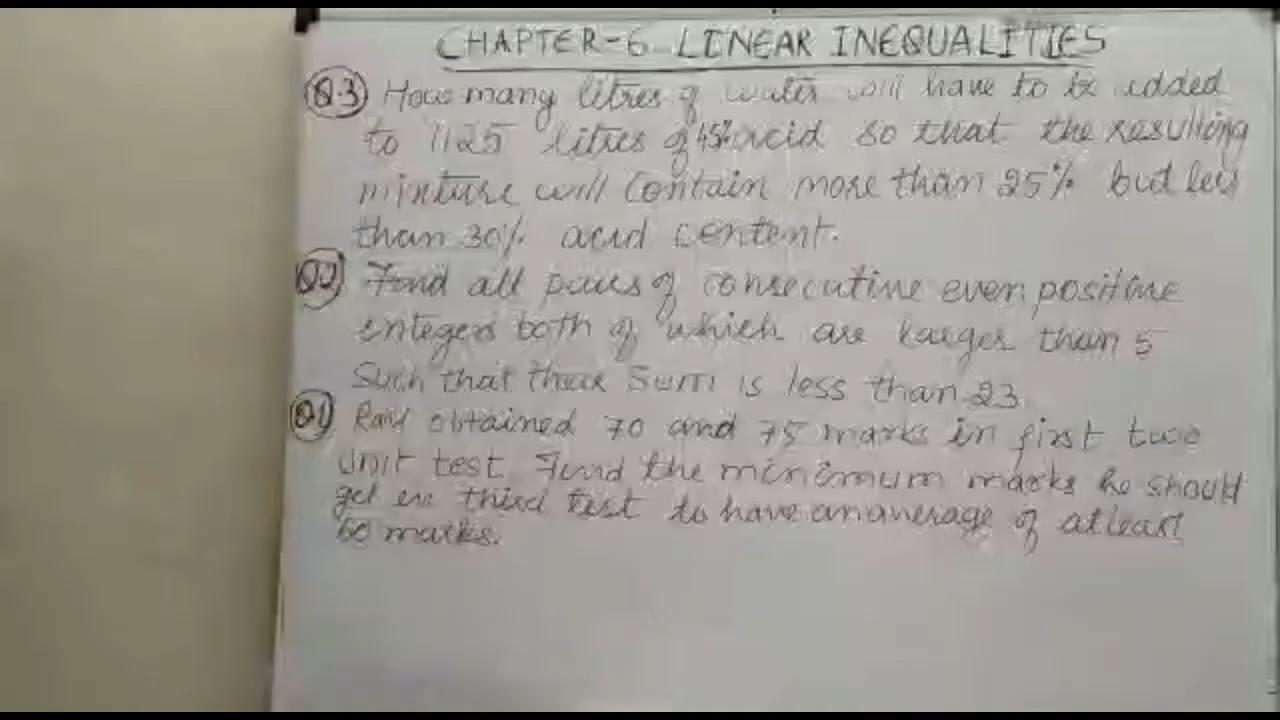 CHAPTER-6 LINEAR INEQUALITIES
Q.3 How many litres of water will have to be added
to 1125 litres of 45% acid so that the resulting
mixture will contain more than 25% but less
than 30% acid content.
Q.2 Find all pairs of consecutive even positive
integers both of which are larger than 5
Such that their Sum is less than 23
Q.1 Ravi obtained 70 and 75 marks in first two
Unit test. Find the minimum marks he should
get in third test to have an average of atleast
60 marks.